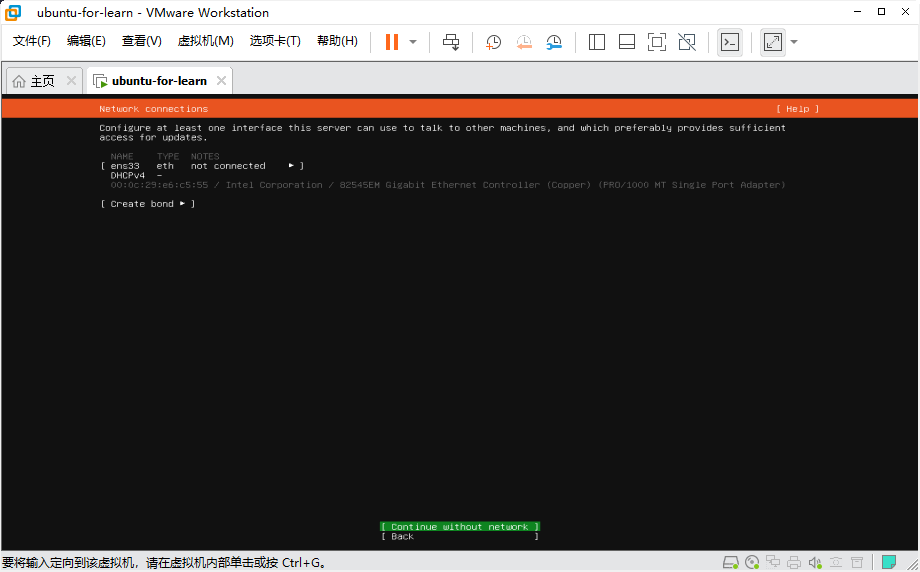 ubuntu-for-learn - VMware Workstation
文件(F) 编辑(E) 查看(V) 虚拟机(M) 选项卡(T) 帮助(H)
主页 ubuntu-for-learn
Network connections [ Help ]
Configure at least one interface this server can use to talk to other machines, and which preferably provides sufficient
access for updates.
NAME TYPE NOTES
[ ens33 eth not connected ▸ ]
DHCPv4 -
00:0c:29:e6:c5:55 / Intel Corporation / 82545EM Gigabit Ethernet Controller (Copper) (PRO/1000 MT Single Port Adapter)
[ Create bond ▸ ]
[ Continue without network ]
[ Back ]
要将输入定向到该虚拟机，请在虚拟机内部单击或按 Ctrl+G。